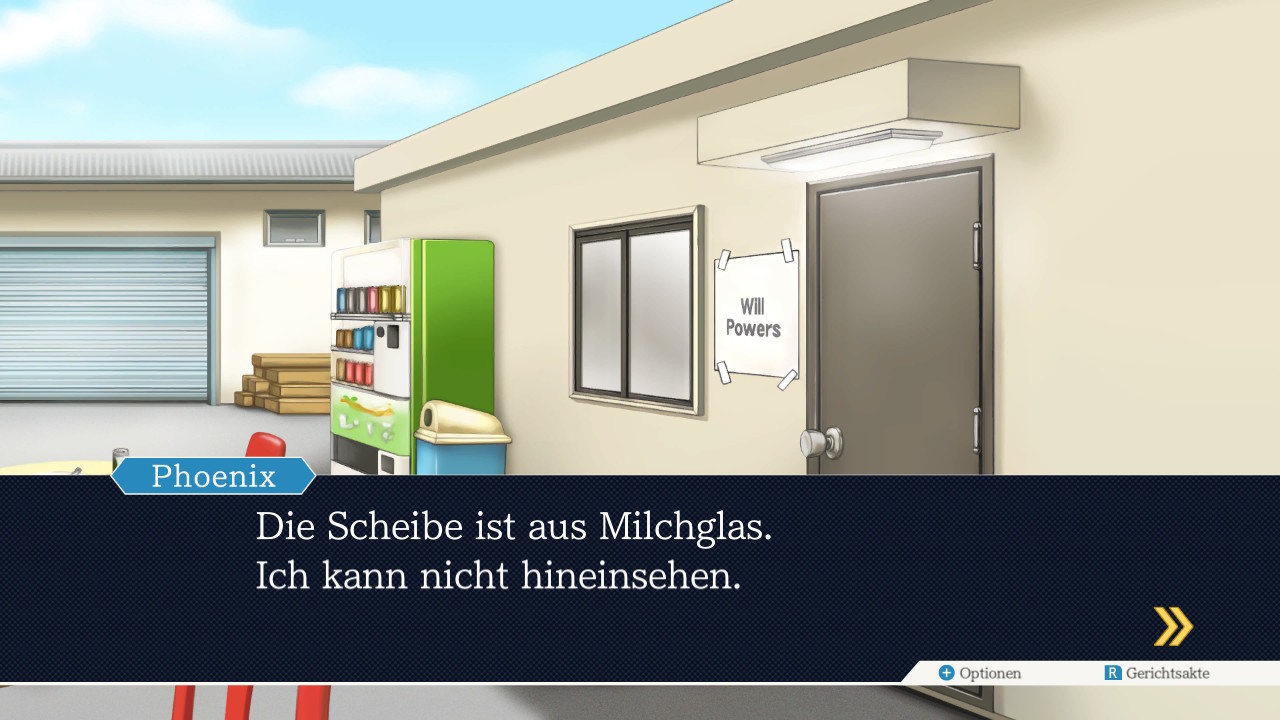 Will
Powers
Phoenix
Die Scheibe ist aus Milchglas.
Ich kann nicht hineinsehen.
+ Optionen
R Gerichtsakte